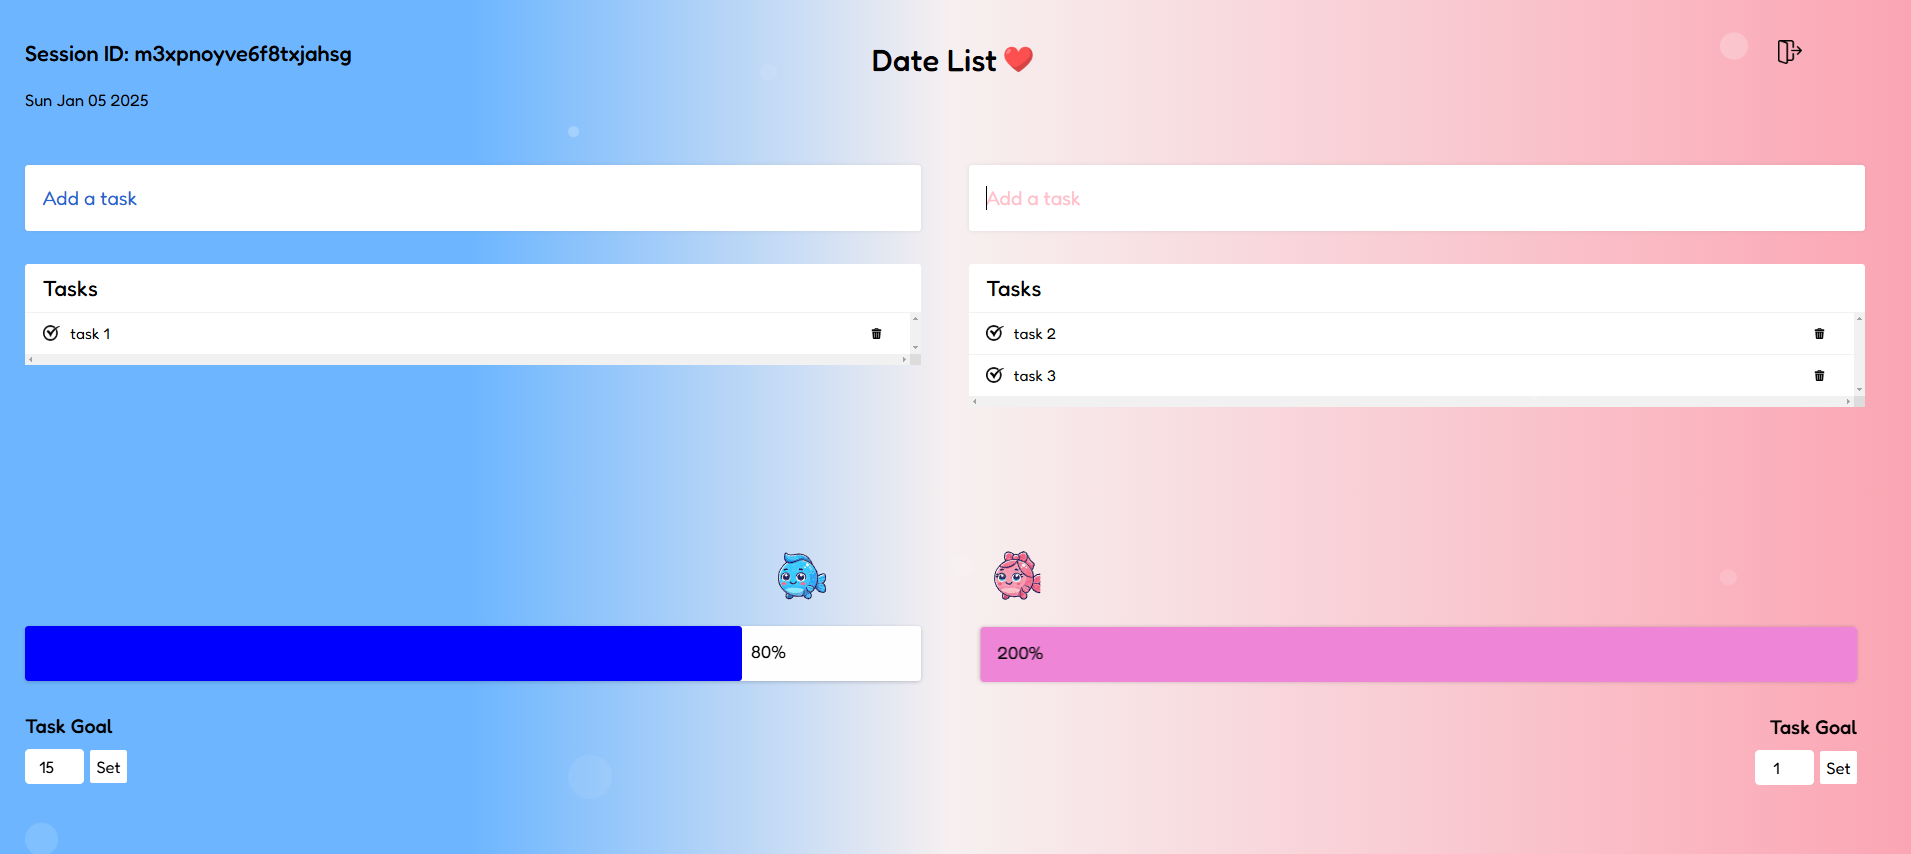 Session ID: m3xpnoyve6f8txjahsg
Date List ❤️
Sun Jan 05 2025
Add a task
Tasks
task 1
80%
Task Goal
15 Set
Add a task
Tasks
task 2
task 3
200%
Task Goal
1 Set